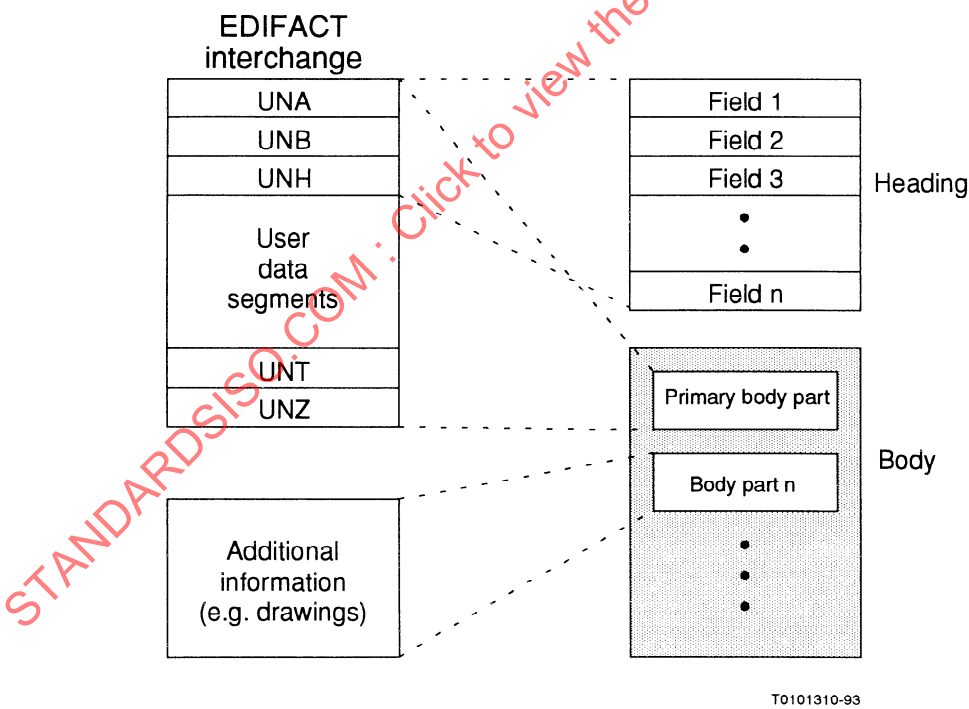 EDIFACT
interchange
UNA
UNB
UNH
User
data
segments
UNT
UNZ
Additional
information
(e.g. drawings)
Field 1
Field 2
Field 3
Field n
Heading
Primary body part
Body part n
Body
T0101310-93
STANDARDSISO.COM : Click to view the